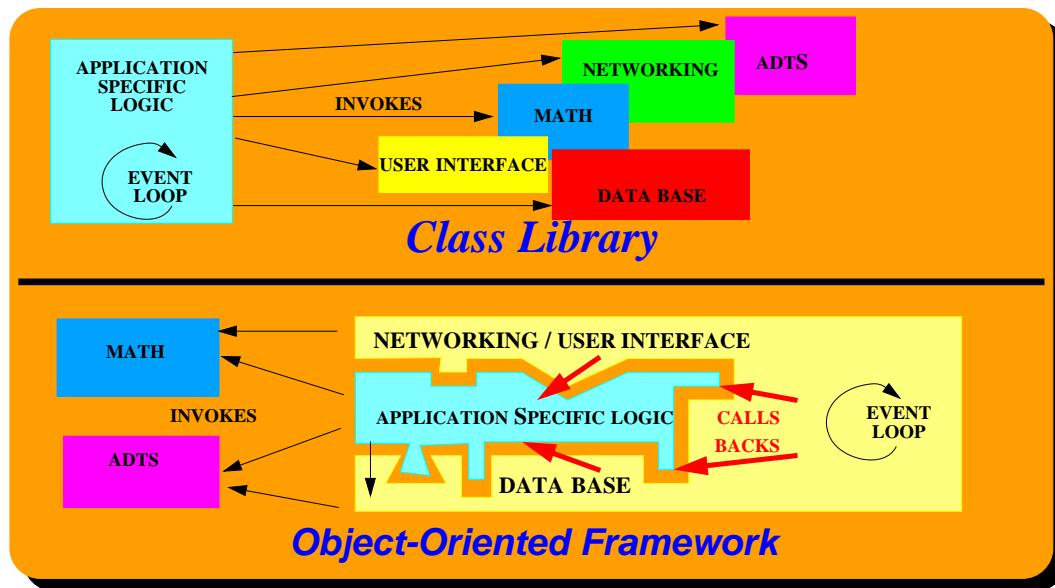 APPLICATION
SPECIFIC
LOGIC
EVENT
LOOP
INVOKES
ADTS
NETWORKING
MATH
USER INTERFACE
DATA BASE
Class Library
MATH
INVOKES
ADTS
NETWORKING / USER INTERFACE
APPLICATION SPECIFIC LOGIC
CALLS
BACKS
EVENT
LOOP
DATA BASE
Object-Oriented Framework